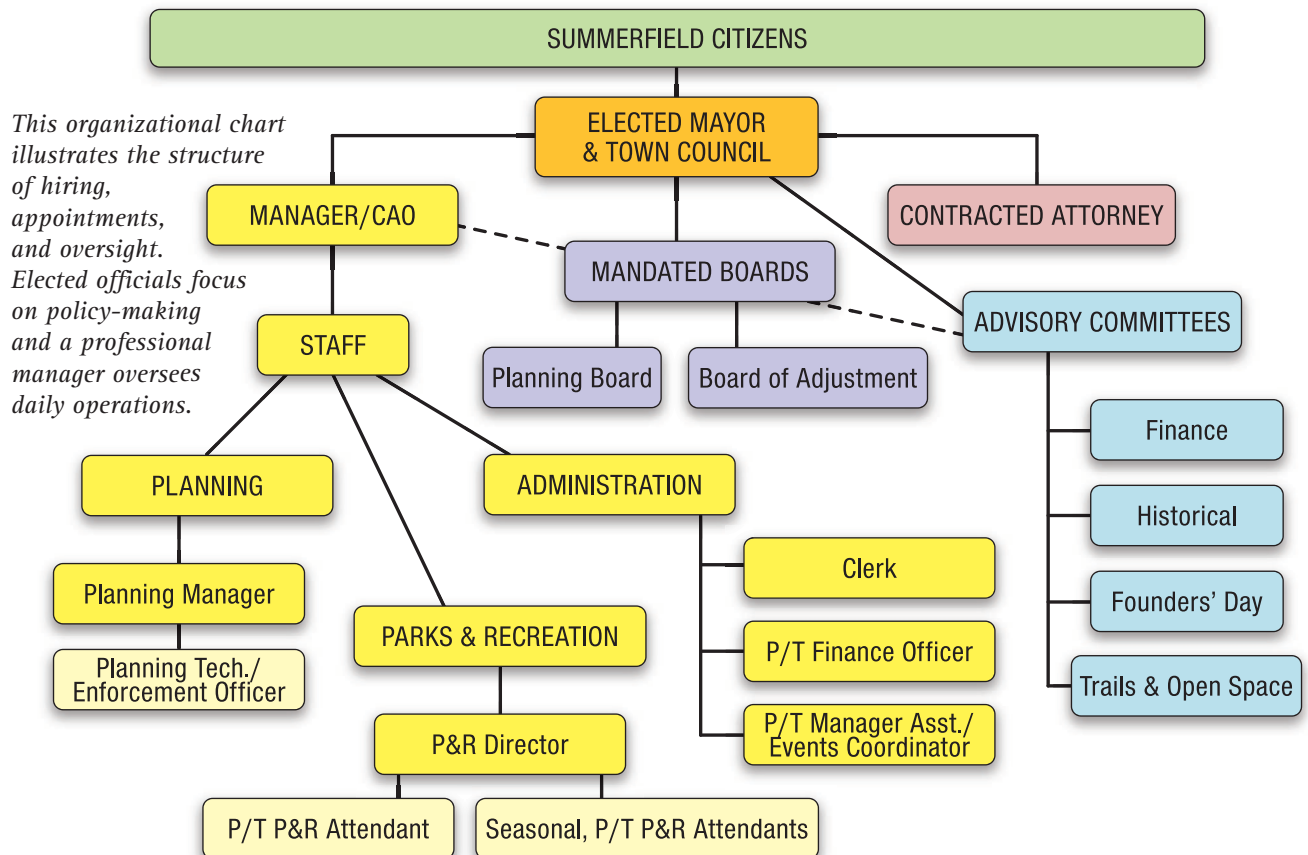 SUMMERFIELD CITIZENS
This organizational chart
illustrates the structure
of hiring,
appointments,
and oversight.
Elected officials focus
on policy-making
and a professional
manager oversees
daily operations.
ELECTED MAYOR
& TOWN COUNCIL
MANAGER/CAO
CONTRACTED ATTORNEY
MANDATED BOARDS
ADVISORY COMMITTEES
STAFF
Planning Board
Board of Adjustment
Finance
Historical
Founders’ Day
Trails & Open Space
PLANNING
Planning Manager
Planning Tech./
Enforcement Officer
PARKS & RECREATION
P&R Director
P/T P&R Attendant
Seasonal, P/T P&R Attendants
ADMINISTRATION
Clerk
P/T Finance Officer
P/T Manager Asst./
Events Coordinator